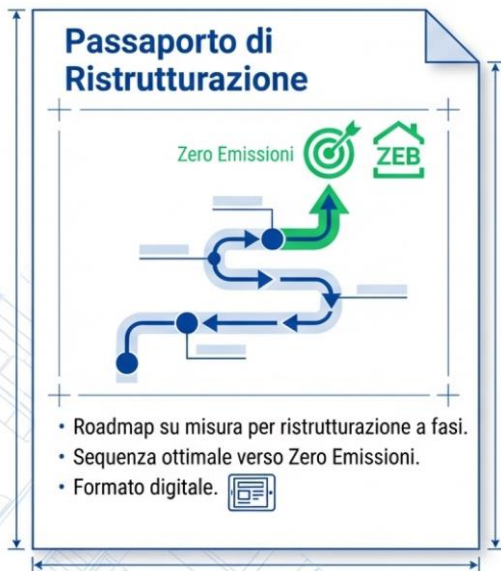 Passaporto di
Ristrutturazione
Zero Emissioni
ZEB
• Roadmap su misura per ristrutturazione a fasi.
• Sequenza ottimale verso Zero Emissioni.
• Formato digitale.